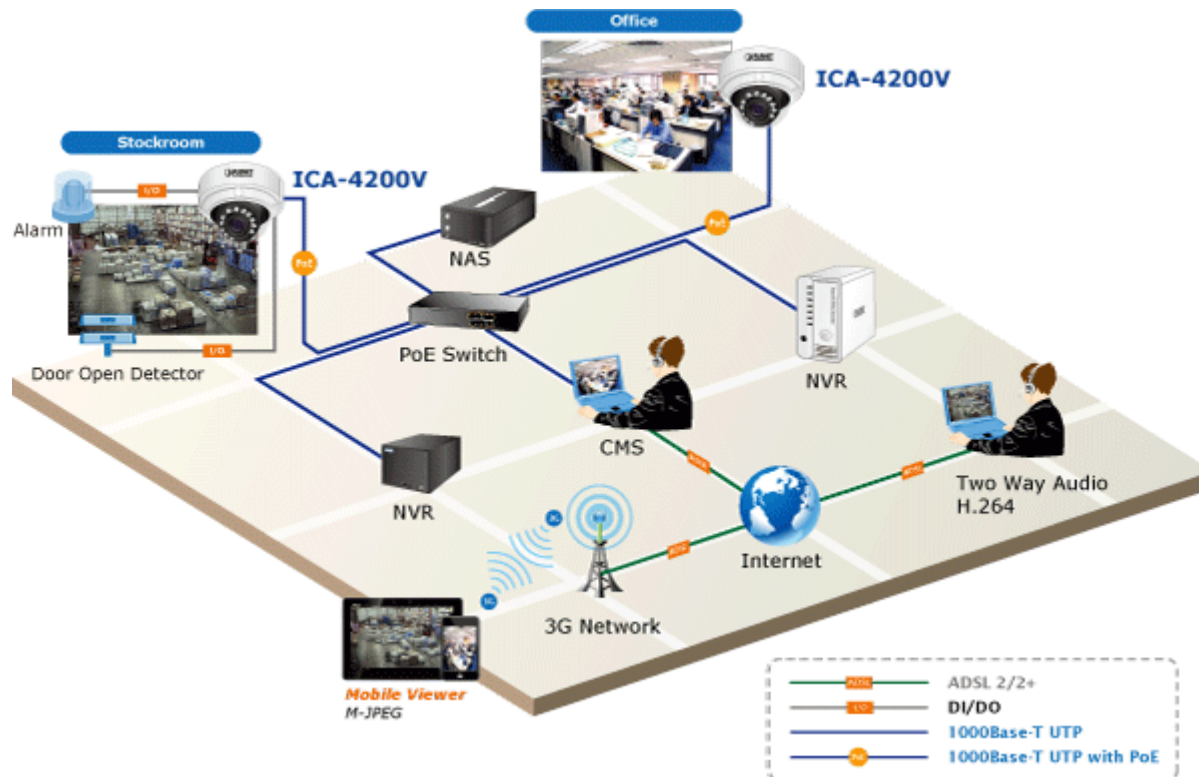 Office
ICA-4200V
Stockroom
ICA-4200V
I/O
Alarm
PoE
PoE
NAS
I/O
Door Open Detector
PoE Switch
NVR
CMS
ADSL
ADSL
Two Way Audio
H.264
NVR
3G
Internet
ADSL
3G
3G Network
Mobile Viewer
M-JPEG
ADSL
ADSL 2/2+
I/O
DI/DO
1000Base-T UTP
PoE
1000Base-T UTP with PoE